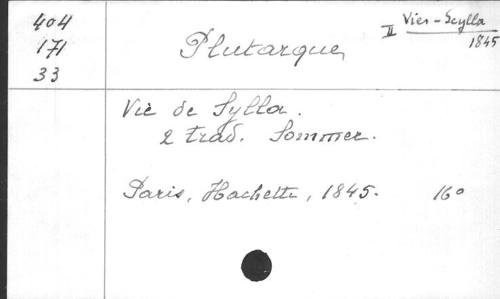 404
171
33
Plutarque
II Vies-Scylla
1845
Vie de Sylla.
2 trad. Sommer.
Paris, Hachette, 1845. 16°